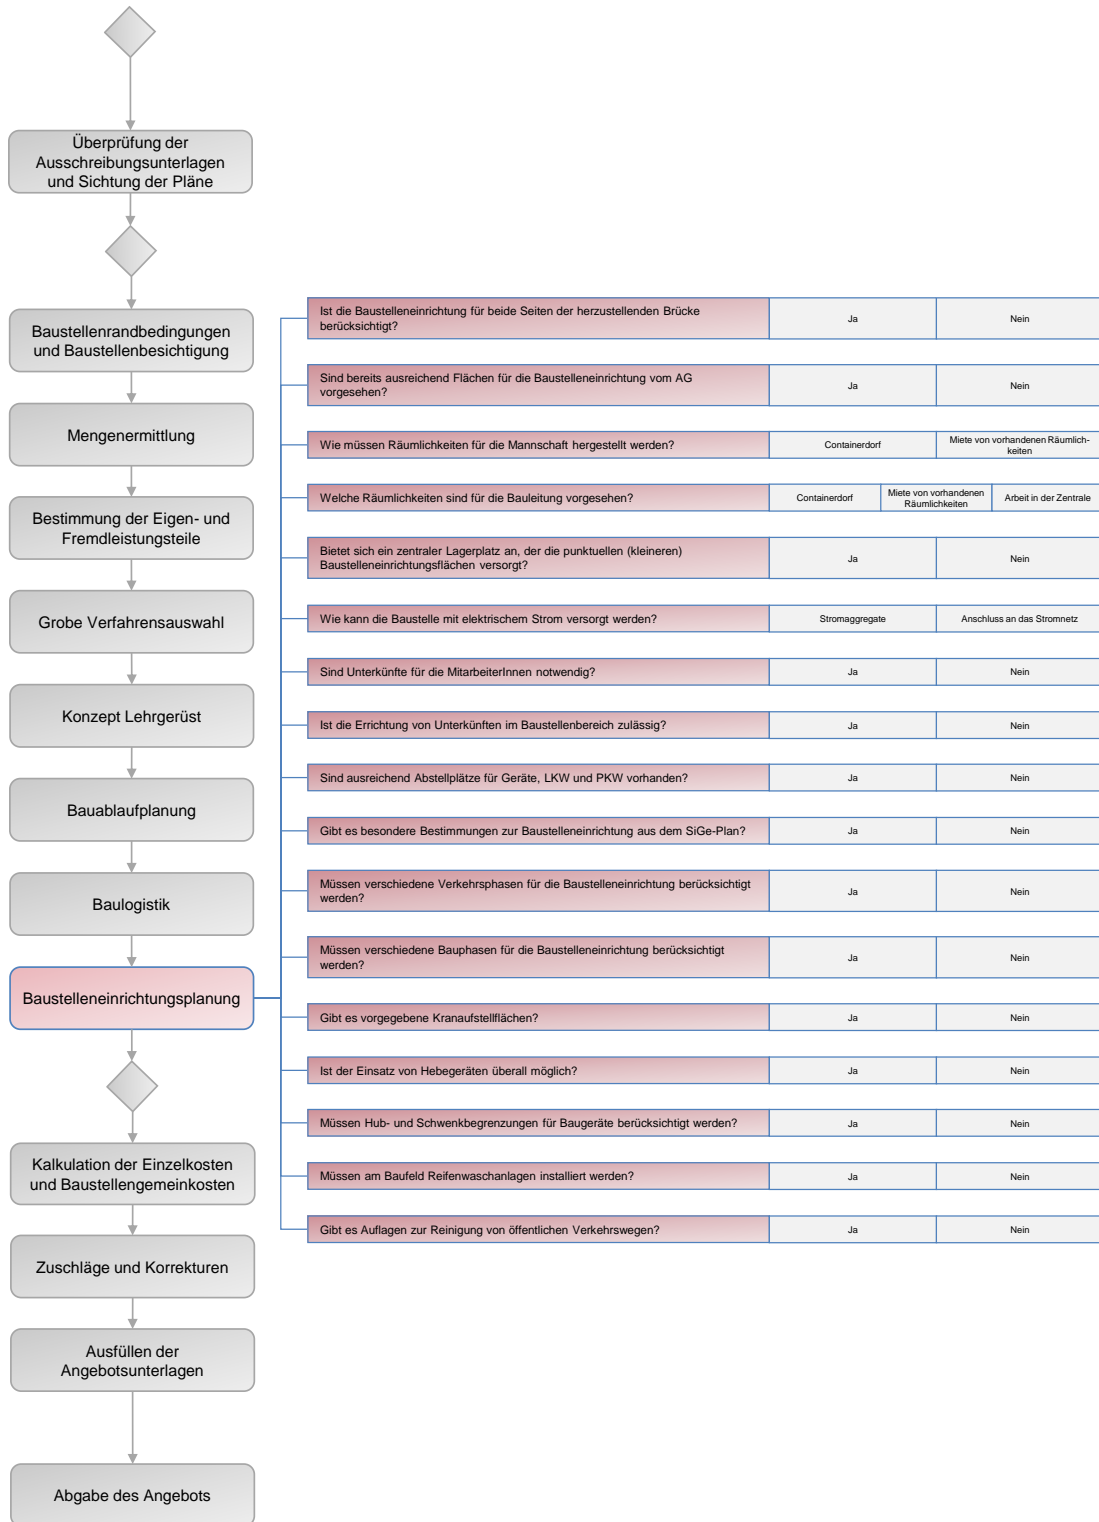 Überprüfung der
Ausschreibungsunterlagen
und Sichtung der Pläne
Baustellenrandbedingungen
und Baustellenbesichtigung
Mengenermittlung
Bestimmung der Eigen- und
Fremdleistungsteile
Grobe Verfahrensauswahl
Konzept Lehrgerüst
Bauablaufplanung
Baulogistik
Baustelleneinrichtungsplanung
Kalkulation der Einzelkosten
und Baustellengemeinkosten
Zuschläge und Korrekturen
Ausfüllen der
Angebotsunterlagen
Abgabe des Angebots
Ist die Baustelleneinrichtung für beide Seiten der herzustellenden Brücke
berücksichtigt?
Ja
Nein
Sind bereits ausreichend Flächen für die Baustelleneinrichtung vom AG
vorgesehen?
Ja
Nein
Wie müssen Räumlichkeiten für die Mannschaft hergestellt werden?
Containerdorf
Miete von vorhandenen Räumlich-
keiten
Welche Räumlichkeiten sind für die Bauleitung vorgesehen?
Containerdorf
Miete von vorhandenen
Räumlichkeiten
Arbeit in der Zentrale
Bietet sich ein zentraler Lagerplatz an, der die punktuellen (kleineren)
Baustelleneinrichtungsflächen versorgt?
Ja
Nein
Wie kann die Baustelle mit elektrischem Strom versorgt werden?
Stromaggregate
Anschluss an das Stromnetz
Sind Unterkünfte für die MitarbeiterInnen notwendig?
Ja
Nein
Ist die Errichtung von Unterkünften im Baustellenbereich zulässig?
Ja
Nein
Sind ausreichend Abstellplätze für Geräte, LKW und PKW vorhanden?
Ja
Nein
Gibt es besondere Bestimmungen zur Baustelleneinrichtung aus dem SiGe-Plan?
Ja
Nein
Müssen verschiedene Verkehrsphasen für die Baustelleneinrichtung berücksichtigt
werden?
Ja
Nein
Müssen verschiedene Bauphasen für die Baustelleneinrichtung berücksichtigt
werden?
Ja
Nein
Gibt es vorgegebene Kranaufstellflächen?
Ja
Nein
Ist der Einsatz von Hebegeräten überall möglich?
Ja
Nein
Müssen Hub- und Schwenkbegrenzungen für Baugeräte berücksichtigt werden?
Ja
Nein
Müssen am Baufeld Reifenwaschanlagen installiert werden?
Ja
Nein
Gibt es Auflagen zur Reinigung von öffentlichen Verkehrswegen?
Ja
Nein